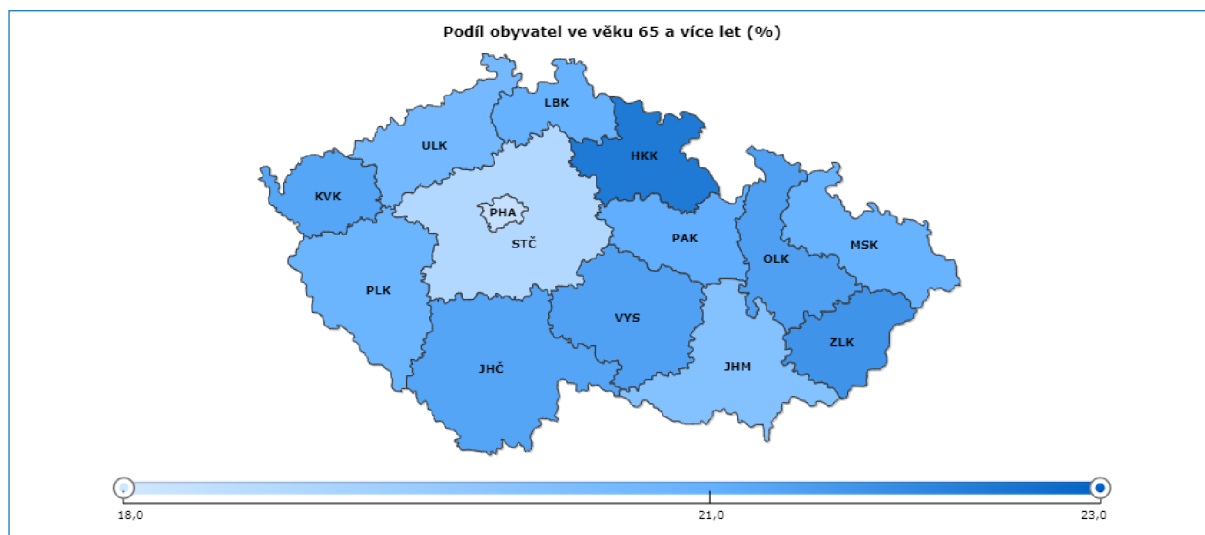 Podíl obyvatel ve věku 65 a více let (%)
LBK
ULK
HKK
KVK
PHA
STČ
PAK
MSK
OLK
PLK
VYS
ZLK
JHČ
JHM
18,0
21,0
23,0